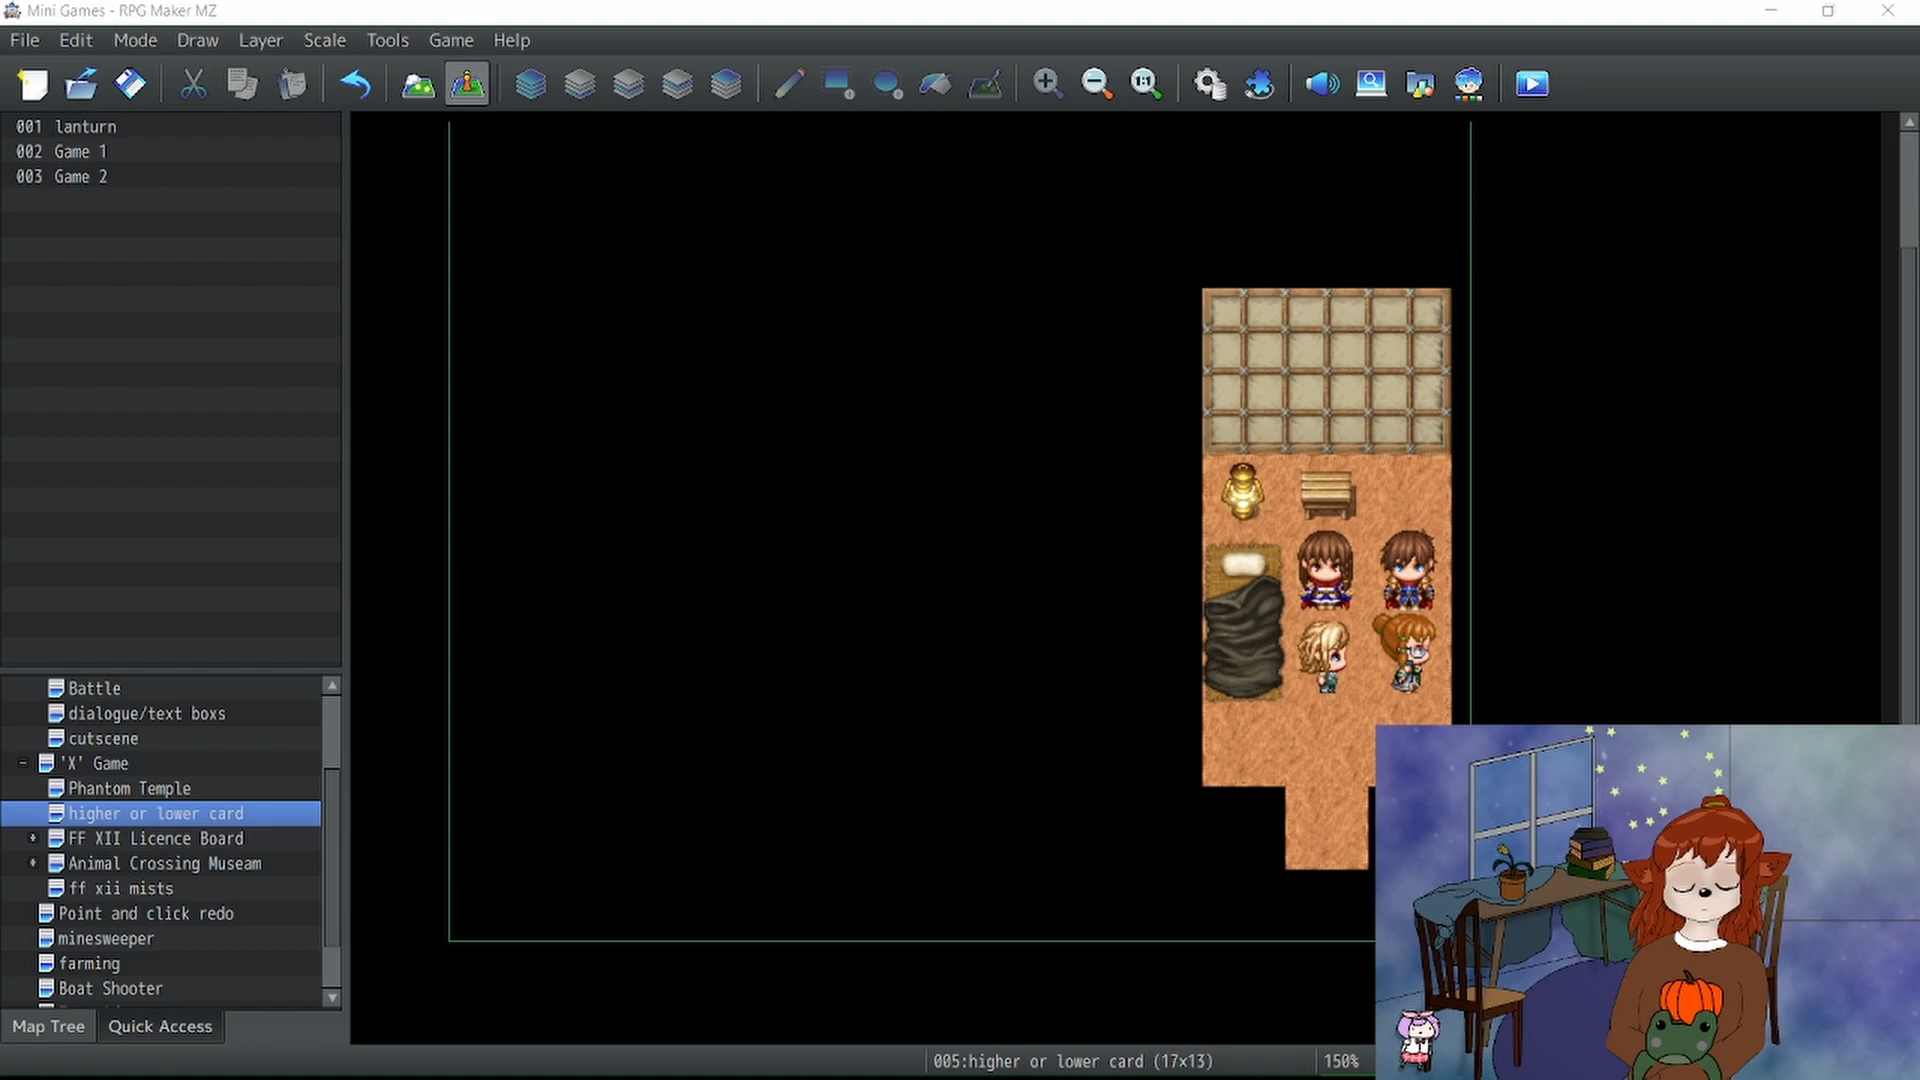 Mini Games - RPG Maker MZ
File Edit Mode Draw Layer Scale Tools Game Help
1:1
001 lanturn
002 Game 1
003 Game 2
Battle
dialogue/text boxs
cutscene
'X' Game
Phantom Temple
higher or lower card
FF XII Licence Board
Animal Crossing Museam
ff xii mists
Point and click redo
minesweeper
farming
Boat Shooter
Map Tree Quick Access
005:higher or lower card (17x13) 150%